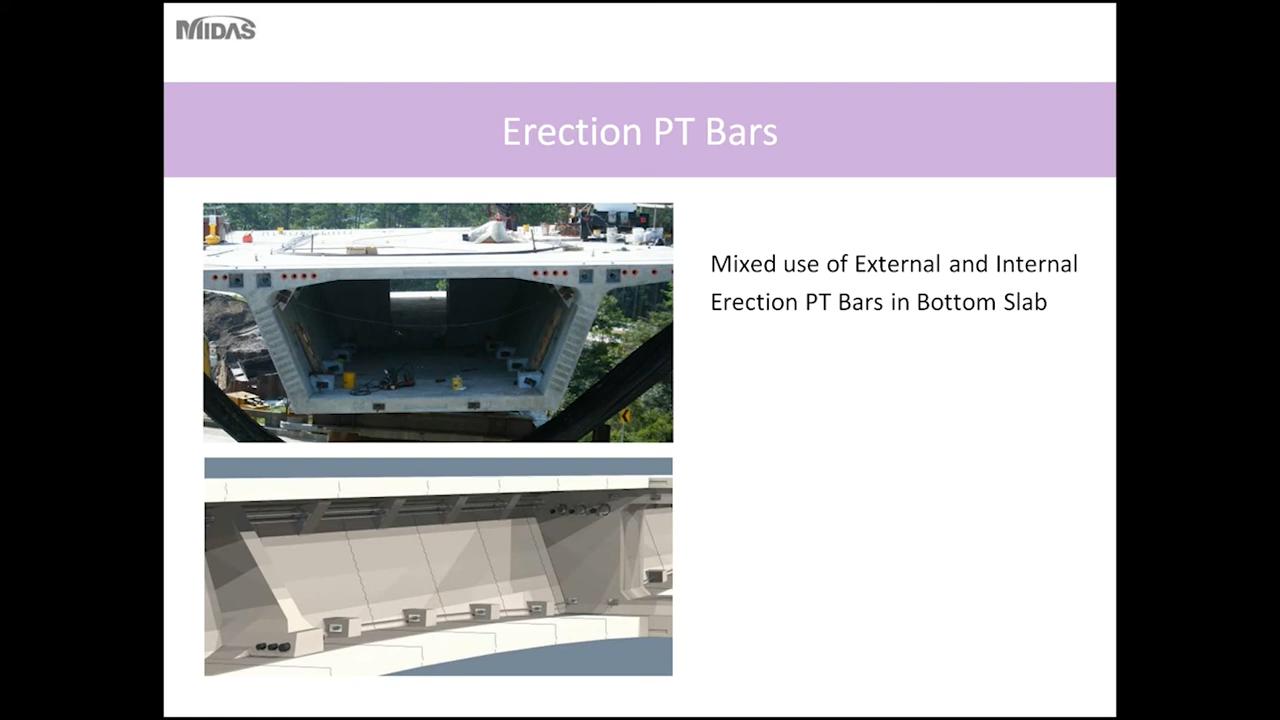 MIDAS
Erection PT Bars
Mixed use of External and Internal
Erection PT Bars in Bottom Slab